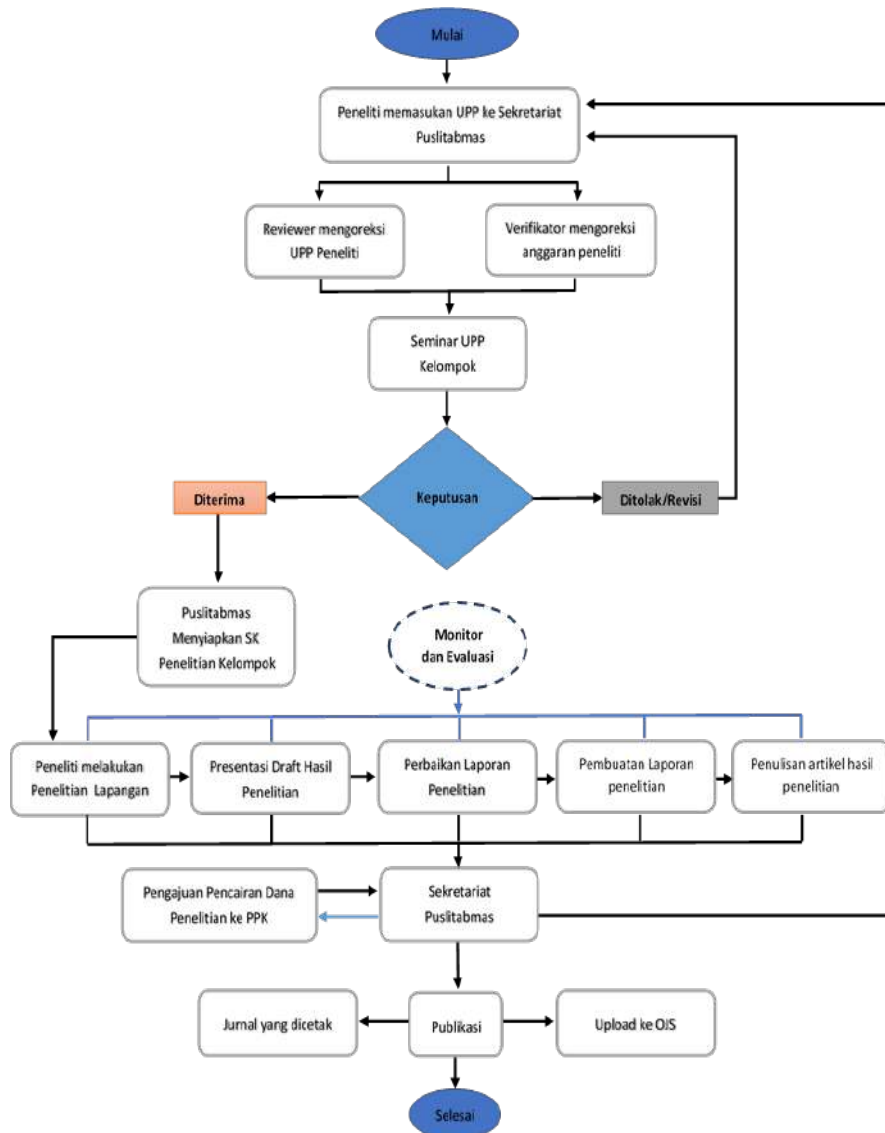 Mulai
Peneliti memasukan UPP ke Sekretariat
Puslitabmas
Reviewer mengoreksi
UPP Peneliti
Verifikator mengoreksi
anggaran peneliti
Seminar UPP
Kelompok
Keputusan
Diterima
Ditolak/Revisi
Puslitabmas
Menyiapkan SK
Penelitian Kelompok
Monitor
dan Evaluasi
Peneliti melakukan
Penelitian Lapangan
Presentasi Draft Hasil
Penelitian
Perbaikan Laporan
Penelitian
Pembuatan Laporan
penelitian
Penulisan artikel hasil
penelitian
Pengajuan Pencairan Dana
Penelitian ke PPK
Sekretariat
Puslitabmas
Jurnal yang dicetak
Publikasi
Upload ke OJS
Selesai